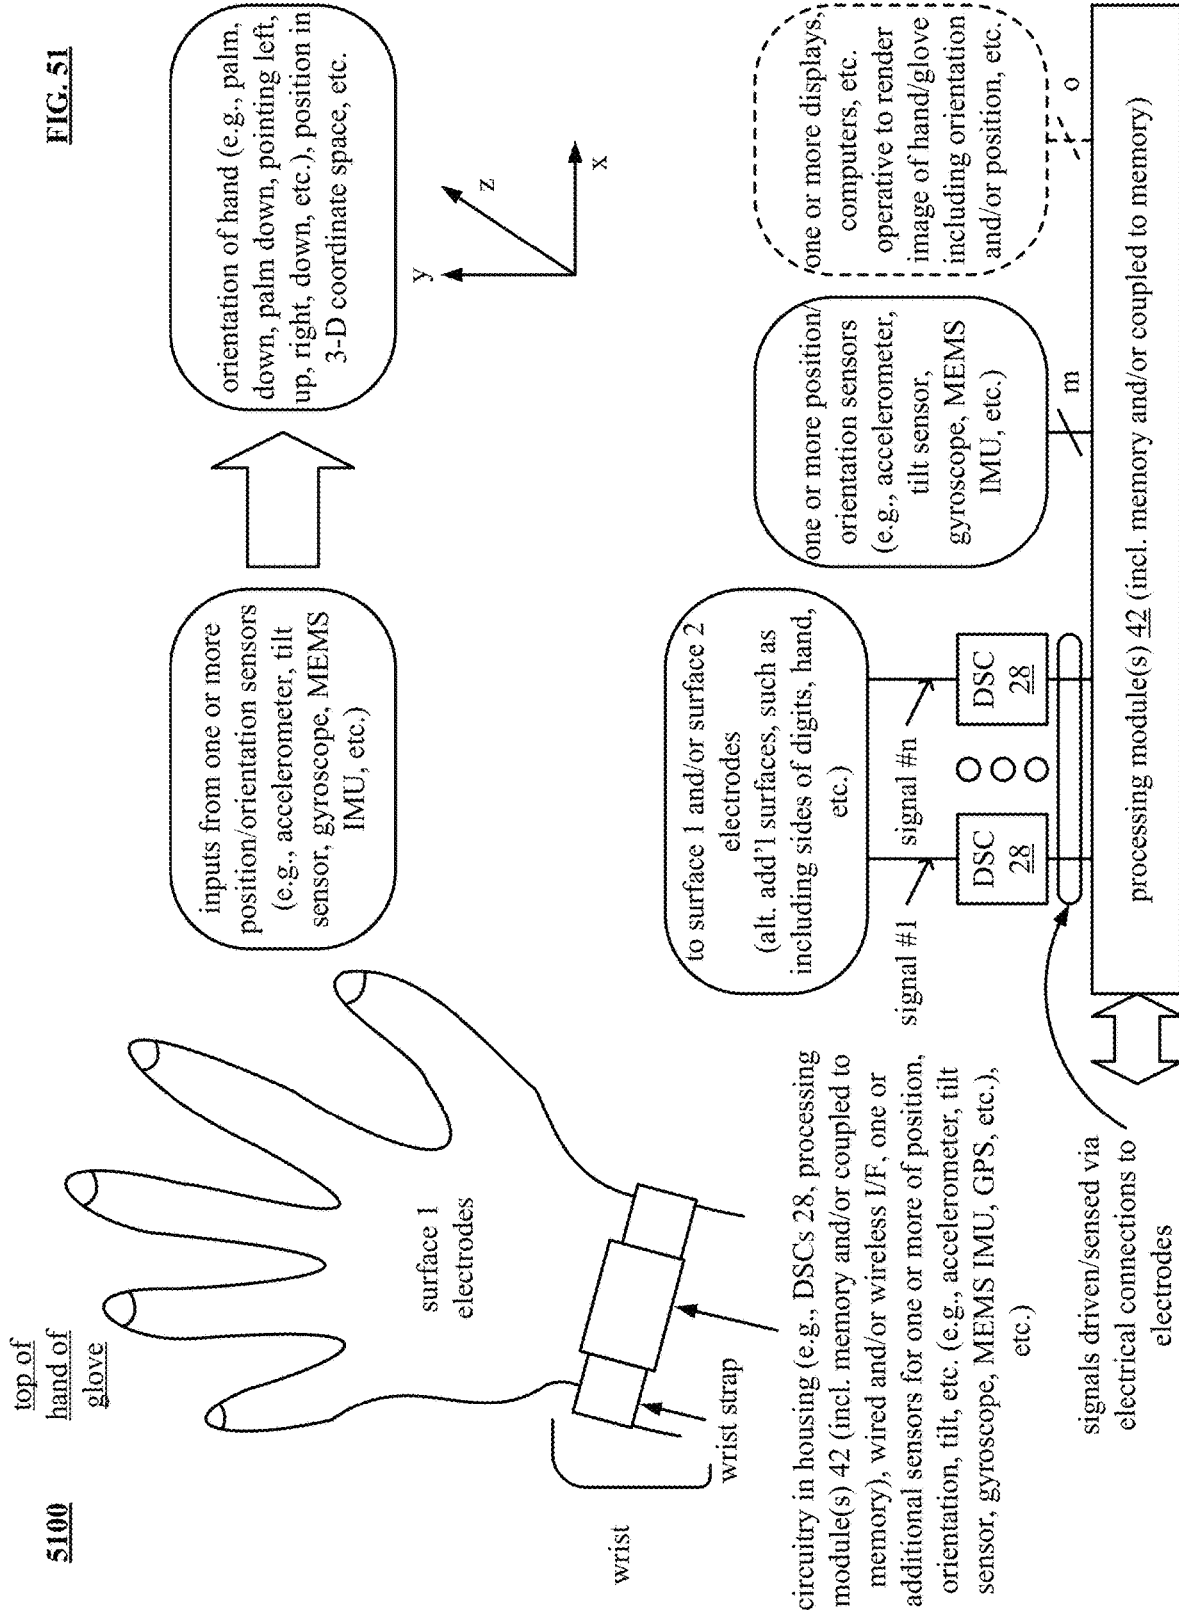 FIG. 51
5100
top of
hand of
glove
surface 1
electrodes
wrist
wrist strap
inputs from one or more
position/orientation sensors
(e.g., accelerometer, tilt
sensor, gyroscope, MEMS
IMU, etc.)
orientation of hand (e.g., palm,
down, palm down, pointing left,
up, right, down, etc.), position in
3-D coordinate space, etc.
y
z
x
circuitry in housing (e.g., DSCs 28, processing
module(s) 42 (incl. memory and/or coupled to
memory), wired and/or wireless I/F, one or
additional sensors for one or more of position,
orientation, tilt, etc. (e.g., accelerometer, tilt
sensor, gyroscope, MEMS IMU, GPS, etc.),
etc.)
to surface 1 and/or surface 2
electrodes
(alt. add'l surfaces, such as
including sides of digits, hand,
etc.)
signal #1
signal #n
DSC
28
DSC
28
one or more position/
orientation sensors
(e.g., accelerometer,
tilt sensor,
gyroscope, MEMS
IMU, etc.)
m
one or more displays,
computers, etc.
operative to render
image of hand/glove
including orientation
and/or position, etc.
o
signals driven/sensed via
electrical connections to
electrodes
processing module(s) 42 (incl. memory and/or coupled to memory)